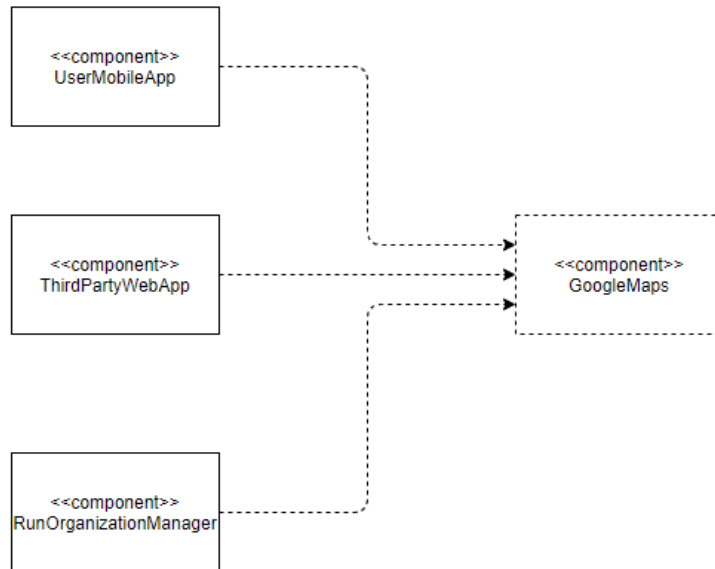 <<component>>
UserMobileApp
<<component>>
ThirdPartyWebApp
<<component>>
GoogleMaps
<<component>>
RunOrganizationManager